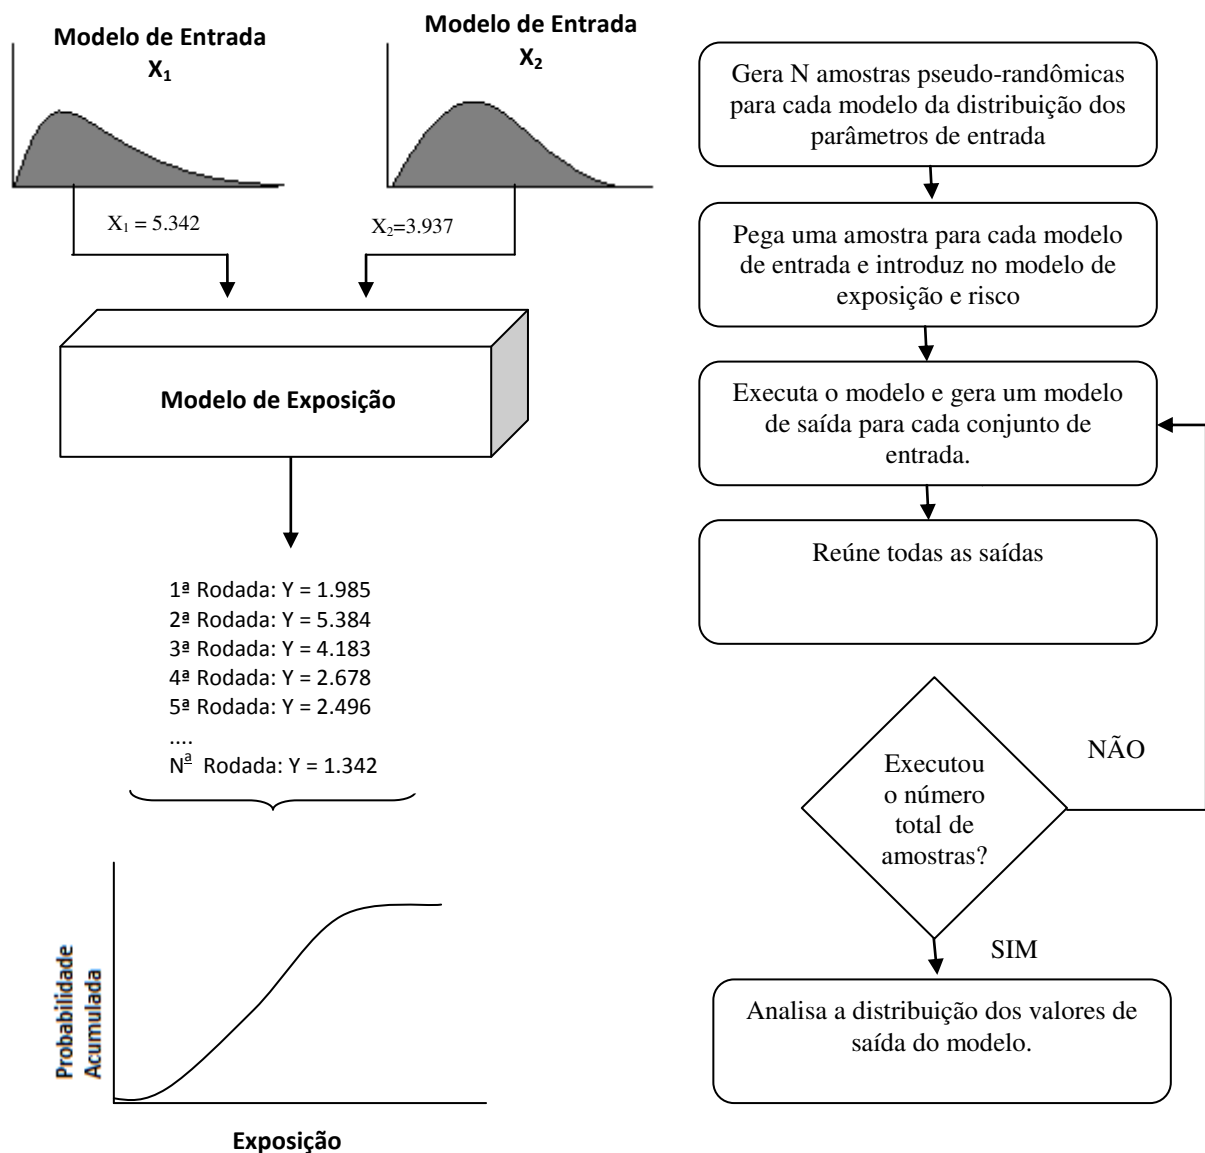 Modelo de Entrada
X₁
Modelo de Entrada
X₂
X₁ = 5.342
X₂=3.937
Modelo de Exposição
1ª Rodada: Y = 1.985
2ª Rodada: Y = 5.384
3ª Rodada: Y = 4.183
4ª Rodada: Y = 2.678
5ª Rodada: Y = 2.496
....
Nª Rodada: Y = 1.342
Probabilidade
Acumulada
Exposição
Gera N amostras pseudo-randômicas
para cada modelo da distribuição dos
parâmetros de entrada
Pega uma amostra para cada modelo
de entrada e introduz no modelo de
exposição e risco
Executa o modelo e gera um modelo
de saída para cada conjunto de
entrada.
Reúne todas as saídas
Executou
o número
total de
amostras?
NÃO
SIM
Analisa a distribuição dos valores de
saída do modelo.